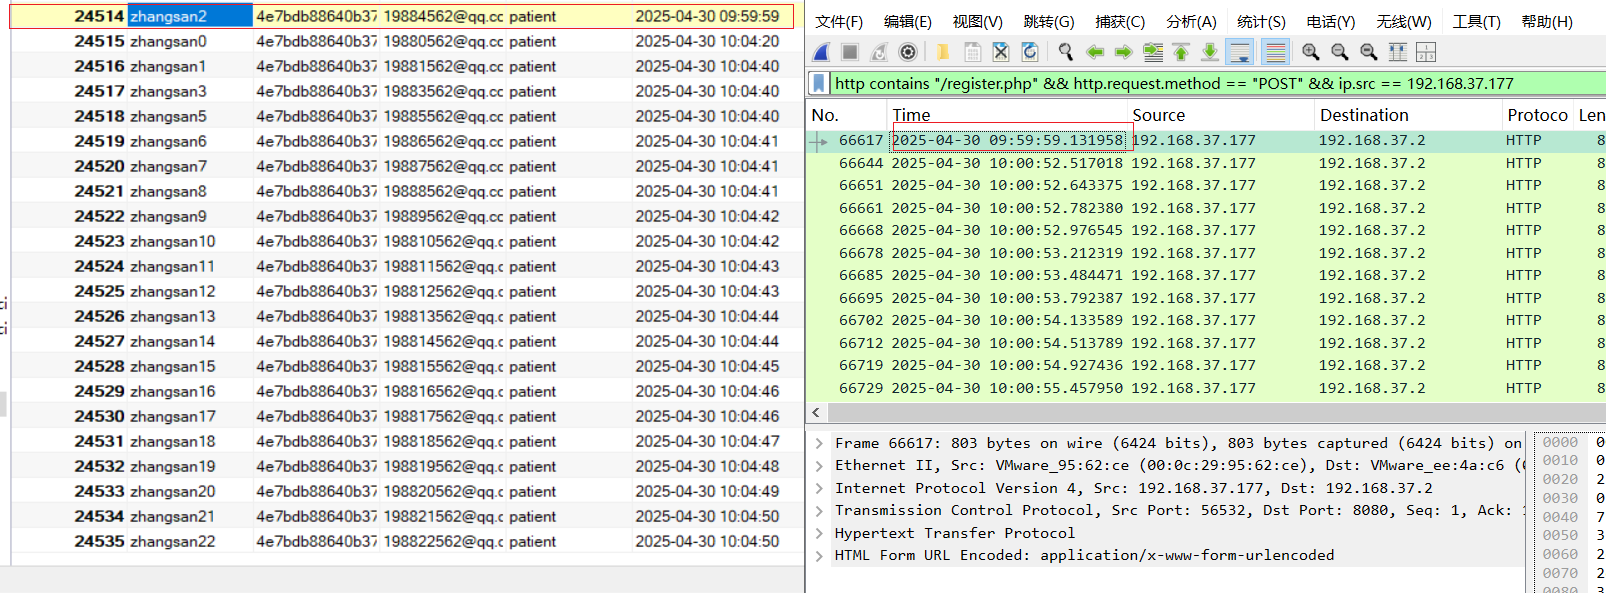 24514 zhangsan2 4e7bdb88640b37 19884562@qq.cc patient 2025-04-30 09:59:59
24515 zhangsan0 4e7bdb88640b37 19880562@qq.cc patient 2025-04-30 10:04:20
24516 zhangsan1 4e7bdb88640b37 19881562@qq.cc patient 2025-04-30 10:04:40
24517 zhangsan3 4e7bdb88640b37 19883562@qq.cc patient 2025-04-30 10:04:40
24518 zhangsan5 4e7bdb88640b37 19885562@qq.cc patient 2025-04-30 10:04:40
24519 zhangsan6 4e7bdb88640b37 19886562@qq.cc patient 2025-04-30 10:04:41
24520 zhangsan7 4e7bdb88640b37 19887562@qq.cc patient 2025-04-30 10:04:41
24521 zhangsan8 4e7bdb88640b37 19888562@qq.cc patient 2025-04-30 10:04:41
24522 zhangsan9 4e7bdb88640b37 19889562@qq.cc patient 2025-04-30 10:04:42
24523 zhangsan10 4e7bdb88640b37 198810562@qq.c patient 2025-04-30 10:04:42
24524 zhangsan11 4e7bdb88640b37 198811562@qq.c patient 2025-04-30 10:04:43
24525 zhangsan12 4e7bdb88640b37 198812562@qq.c patient 2025-04-30 10:04:43
24526 zhangsan13 4e7bdb88640b37 198813562@qq.c patient 2025-04-30 10:04:44
24527 zhangsan14 4e7bdb88640b37 198814562@qq.c patient 2025-04-30 10:04:44
24528 zhangsan15 4e7bdb88640b37 198815562@qq.c patient 2025-04-30 10:04:45
24529 zhangsan16 4e7bdb88640b37 198816562@qq.c patient 2025-04-30 10:04:46
24530 zhangsan17 4e7bdb88640b37 198817562@qq.c patient 2025-04-30 10:04:46
24531 zhangsan18 4e7bdb88640b37 198818562@qq.c patient 2025-04-30 10:04:47
24532 zhangsan19 4e7bdb88640b37 198819562@qq.c patient 2025-04-30 10:04:48
24533 zhangsan20 4e7bdb88640b37 198820562@qq.c patient 2025-04-30 10:04:49
24534 zhangsan21 4e7bdb88640b37 198821562@qq.c patient 2025-04-30 10:04:50
24535 zhangsan22 4e7bdb88640b37 198822562@qq.c patient 2025-04-30 10:04:50
文件(F) 编辑(E) 视图(V) 跳转(G) 捕获(C) 分析(A) 统计(S) 电话(Y) 无线(W) 工具(T) 帮助(H)
http contains "/register.php" && http.request.method == "POST" && ip.src == 192.168.37.177
No. Time Source Destination Protoco Len
66617 2025-04-30 09:59:59.131958 192.168.37.177 192.168.37.2 HTTP 8
66644 2025-04-30 10:00:52.517018 192.168.37.177 192.168.37.2 HTTP 8
66651 2025-04-30 10:00:52.643375 192.168.37.177 192.168.37.2 HTTP 8
66661 2025-04-30 10:00:52.782380 192.168.37.177 192.168.37.2 HTTP 8
66668 2025-04-30 10:00:52.976545 192.168.37.177 192.168.37.2 HTTP 8
66678 2025-04-30 10:00:53.212319 192.168.37.177 192.168.37.2 HTTP 8
66685 2025-04-30 10:00:53.484471 192.168.37.177 192.168.37.2 HTTP 8
66695 2025-04-30 10:00:53.792387 192.168.37.177 192.168.37.2 HTTP 8
66702 2025-04-30 10:00:54.133589 192.168.37.177 192.168.37.2 HTTP 8
66712 2025-04-30 10:00:54.513789 192.168.37.177 192.168.37.2 HTTP 8
66719 2025-04-30 10:00:54.927436 192.168.37.177 192.168.37.2 HTTP 8
66729 2025-04-30 10:00:55.457950 192.168.37.177 192.168.37.2 HTTP 8
Frame 66617: 803 bytes on wire (6424 bits), 803 bytes captured (6424 bits) on
Ethernet II, Src: VMware_95:62:ce (00:0c:29:95:62:ce), Dst: VMware_ee:4a:c6 (
Internet Protocol Version 4, Src: 192.168.37.177, Dst: 192.168.37.2
Transmission Control Protocol, Src Port: 56532, Dst Port: 8080, Seq: 1, Ack:
Hypertext Transfer Protocol
HTML Form URL Encoded: application/x-www-form-urlencoded
0000 0
0010 0
0020 2
0030 0
0040 7
0050 3
0060 2
0070 2
0080 3